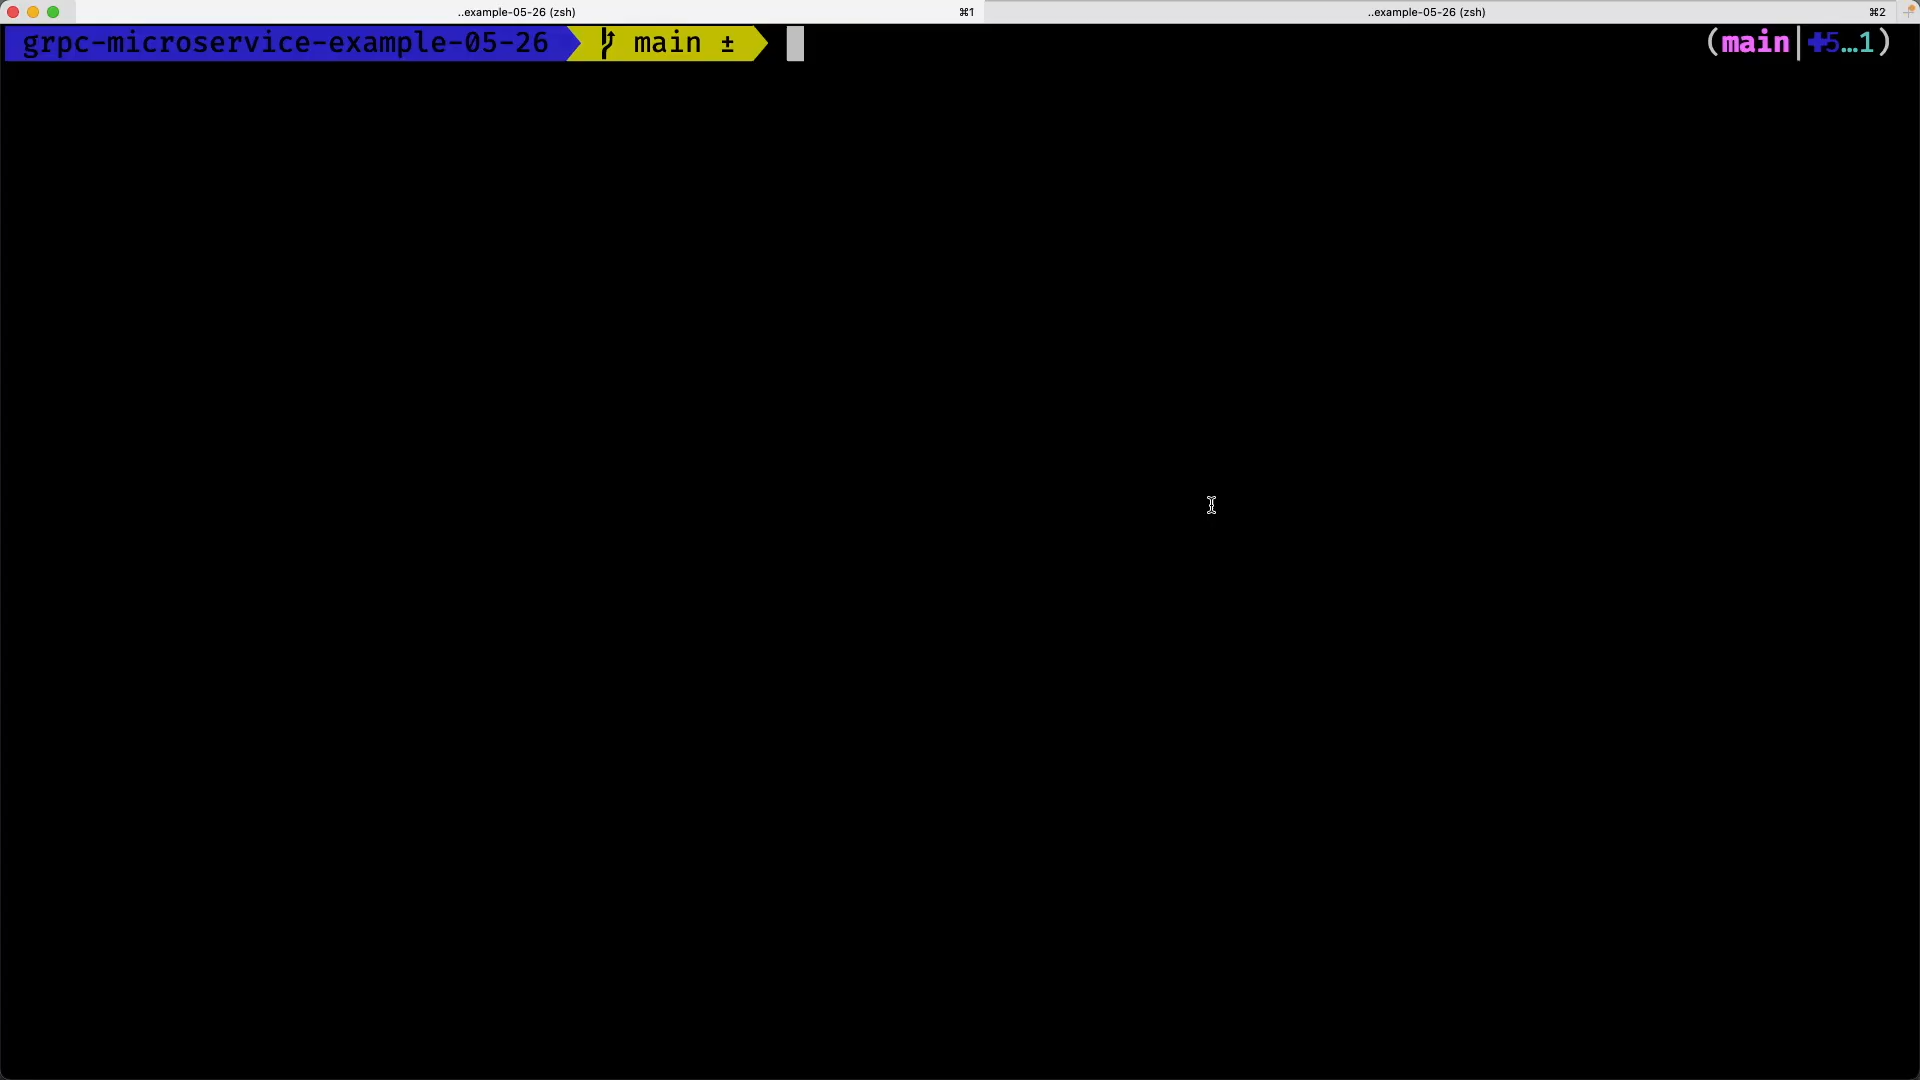 ..example-05-26 (zsh) ⌘1 ..example-05-26 (zsh) ⌘2
grpc-microservice-example-05-26 main ± (main|✚5…1)